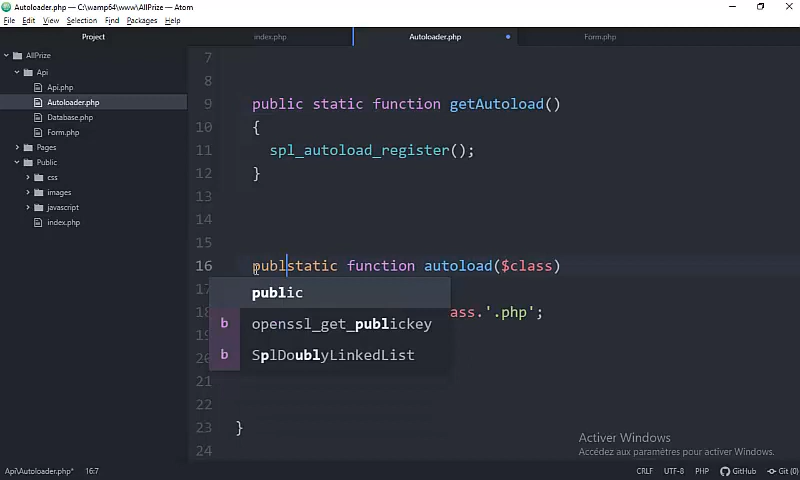 Autoloader.php — C:\wamp64\www\AllPrize — Atom
File Edit View Selection Find Packages Help
Project index.php Autoloader.php Form.php
AllPrize
Api
Api.php
Autoloader.php
Database.php
Form.php
Pages
Public
css
images
javascript
index.php
7
8
9 public static function getAutoload()
10 {
11 spl_autoload_register();
12 }
13
14
15
16 publstatic function autoload($class)
17
public
18 ass.'.php';
openssl_get_publickey
19
SplDoublyLinkedList
20
21
22
23 }
24
Activer Windows
Accédez aux paramètres pour activer Windows.
Api\Autoloader.php* 16:7 CRLF UTF-8 PHP GitHub Git (0)